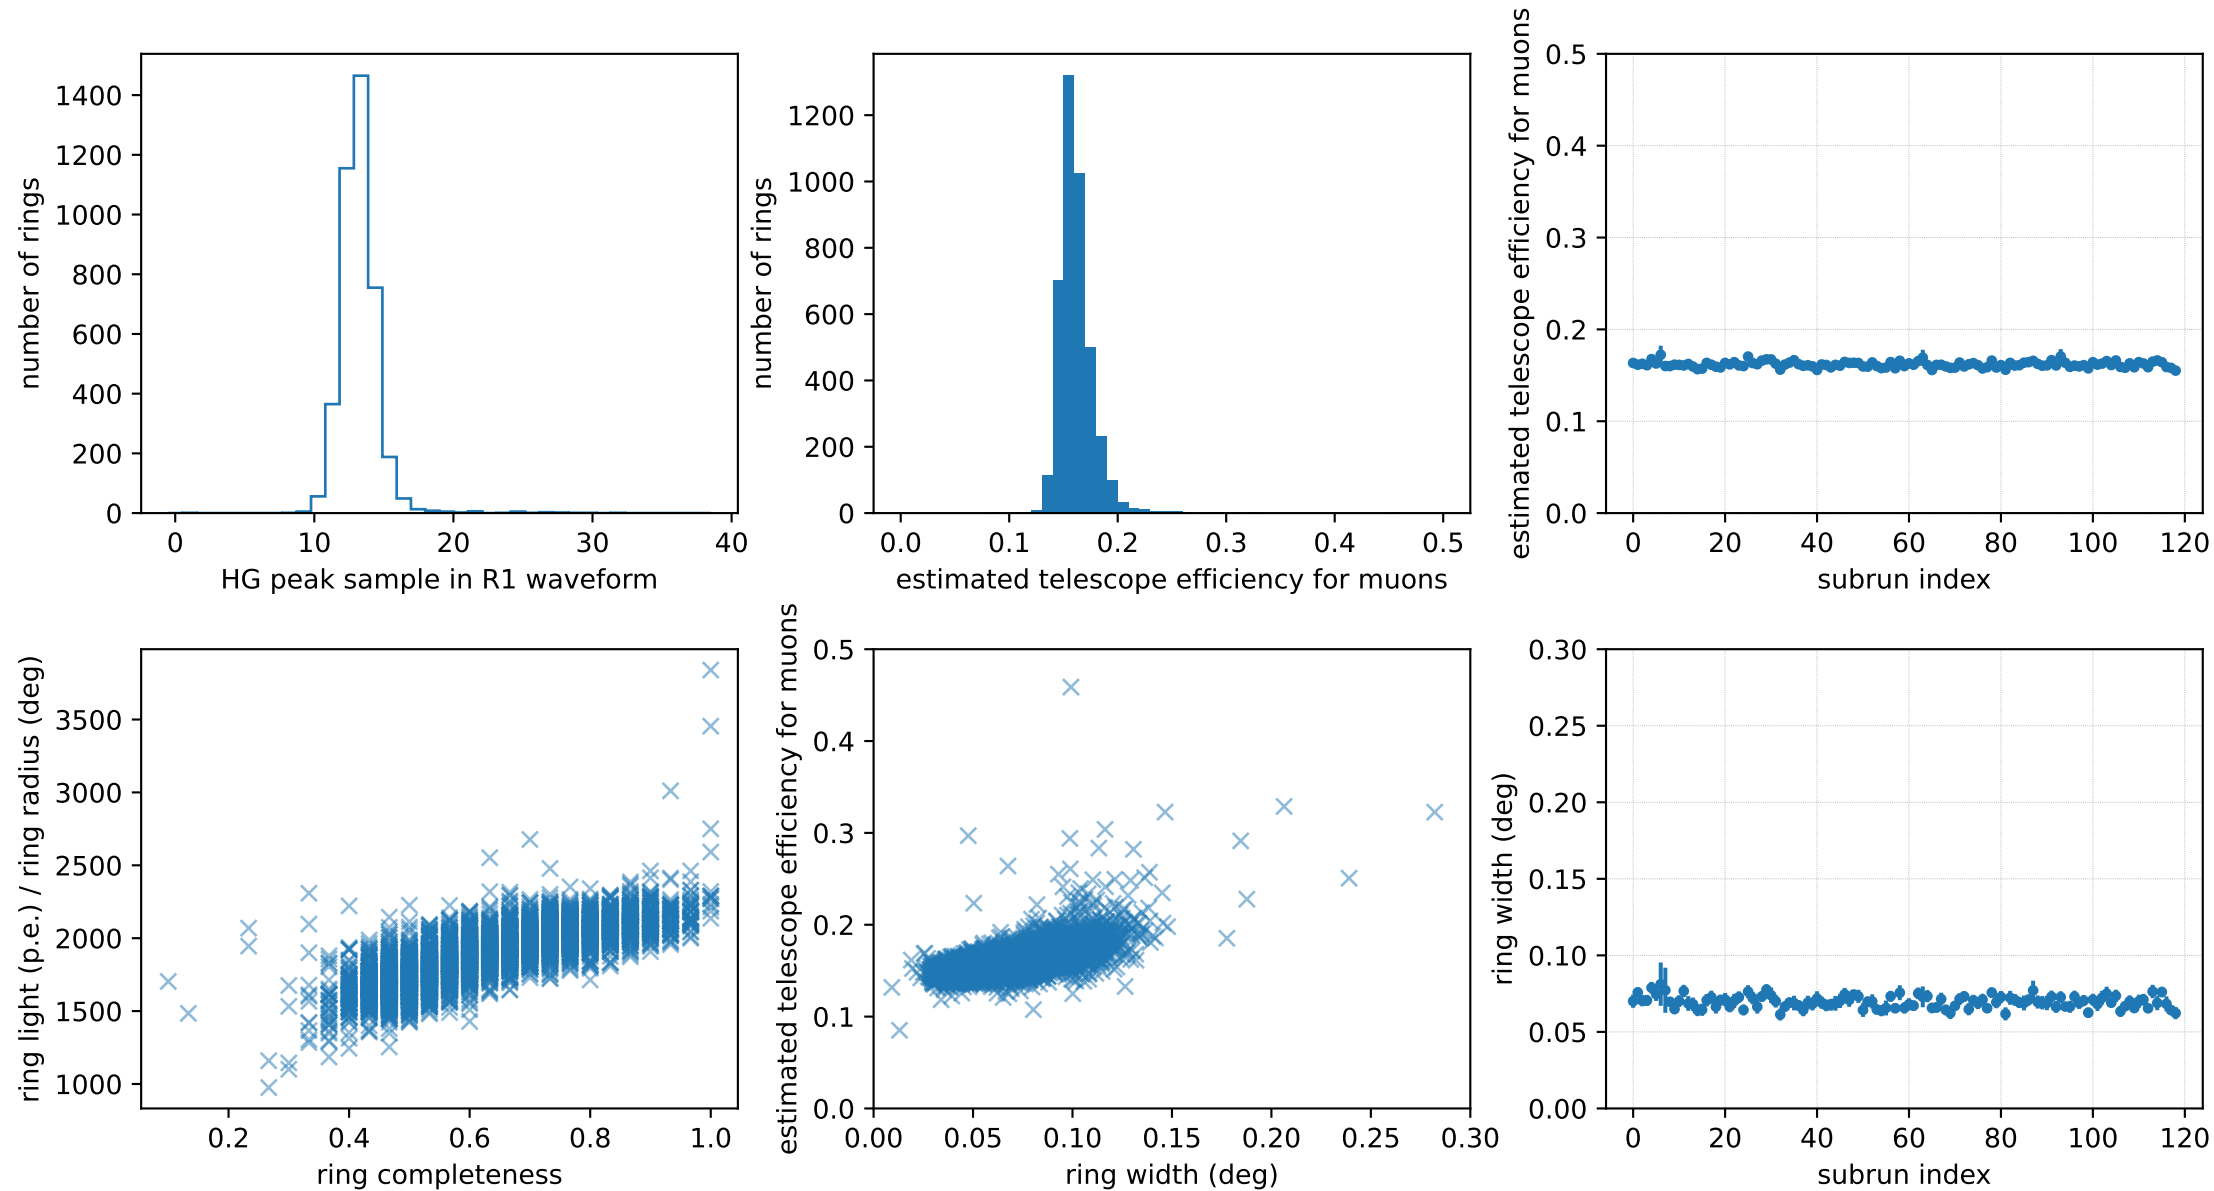 number of rings
1400
1200
1000
800
600
400
200
0
0 10 20 30 40
HG peak sample in R1 waveform
number of rings
1200
1000
800
600
400
200
0
0.0 0.1 0.2 0.3 0.4 0.5
estimated telescope efficiency for muons
estimated telescope efficiency for muons
0.5
0.4
0.3
0.2
0.1
0.0
0 20 40 60 80 100 120
subrun index
ring light (p.e.) / ring radius (deg)
3500
3000
2500
2000
1500
1000
0.2 0.4 0.6 0.8 1.0
ring completeness
estimated telescope efficiency for muons
0.5
0.4
0.3
0.2
0.1
0.0
0.00 0.05 0.10 0.15 0.20 0.25 0.30
ring width (deg)
ring width (deg)
0.30
0.25
0.20
0.15
0.10
0.05
0.00
0 20 40 60 80 100 120
subrun index